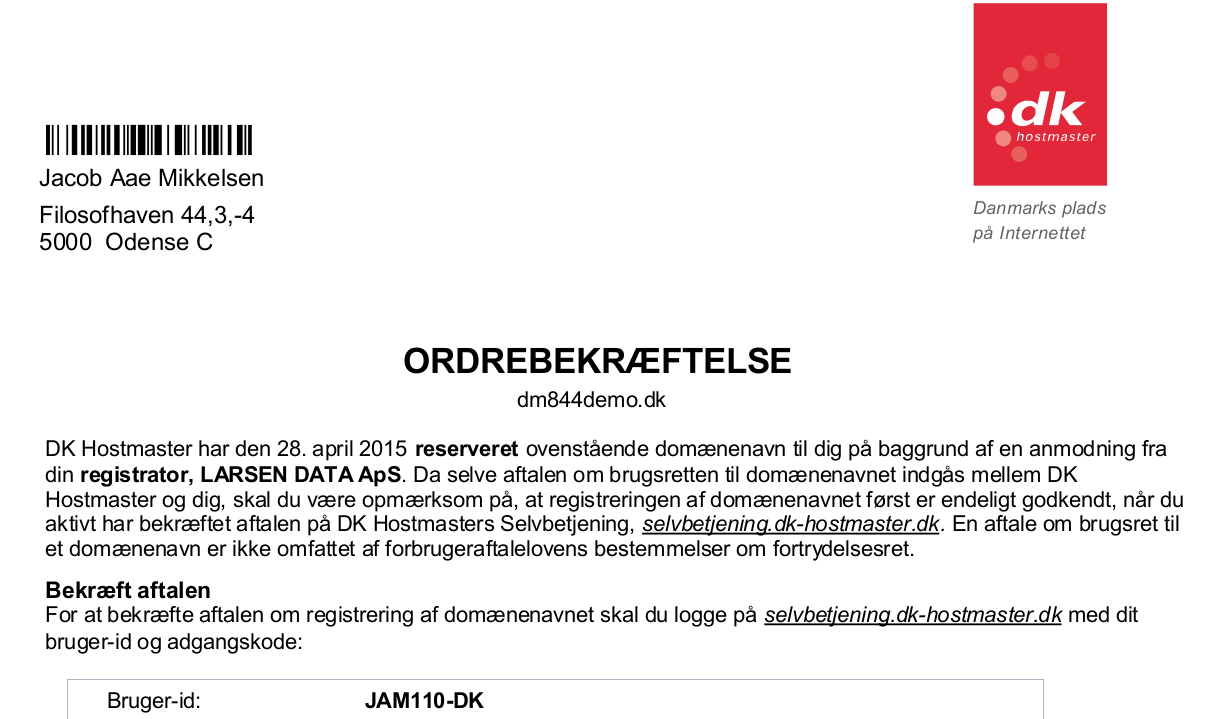 .dk
hostmaster
Danmarks plads
på Internettet
Jacob Aae Mikkelsen
Filosofhaven 44,3,-4
5000 Odense C
ORDREBEKRÆFTELSE
dm844demo.dk
DK Hostmaster har den 28. april 2015 reserveret ovenstående domænenavn til dig på baggrund af en anmodning fra
din registrator, LARSEN DATA ApS. Da selve aftalen om brugsretten til domænenavnet indgås mellem DK
Hostmaster og dig, skal du være opmærksom på, at registreringen af domænenavnet først er endeligt godkendt, når du
aktivt har bekræftet aftalen på DK Hostmasters Selvbetjening, selvbetjening.dk-hostmaster.dk. En aftale om brugsret til
et domænenavn er ikke omfattet af forbrugeraftalelovens bestemmelser om fortrydelsesret.
Bekræft aftalen
For at bekræfte aftalen om registrering af domænenavnet skal du logge på selvbetjening.dk-hostmaster.dk med dit
bruger-id og adgangskode:
Bruger-id: JAM110-DK